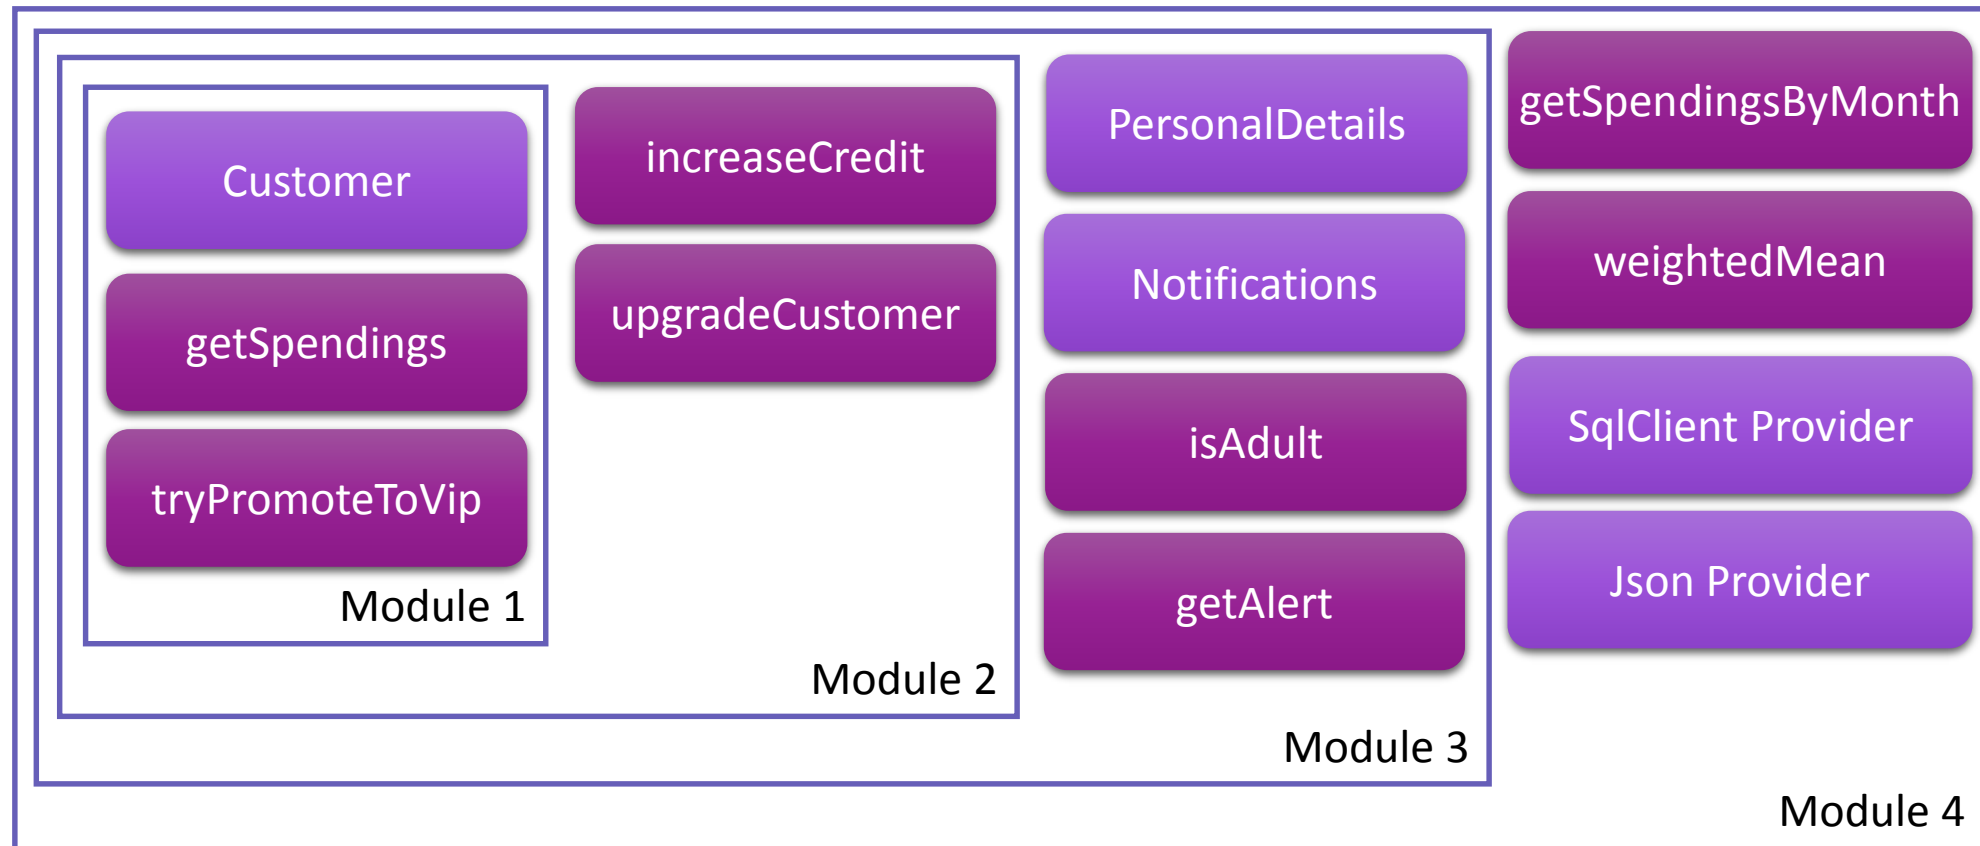 Customer
getSpendings
tryPromoteToVip
Module 1
increaseCredit
upgradeCustomer
Module 2
PersonalDetails
Notifications
isAdult
getAlert
Module 3
getSpendingsByMonth
weightedMean
SqlClient Provider
Json Provider
Module 4